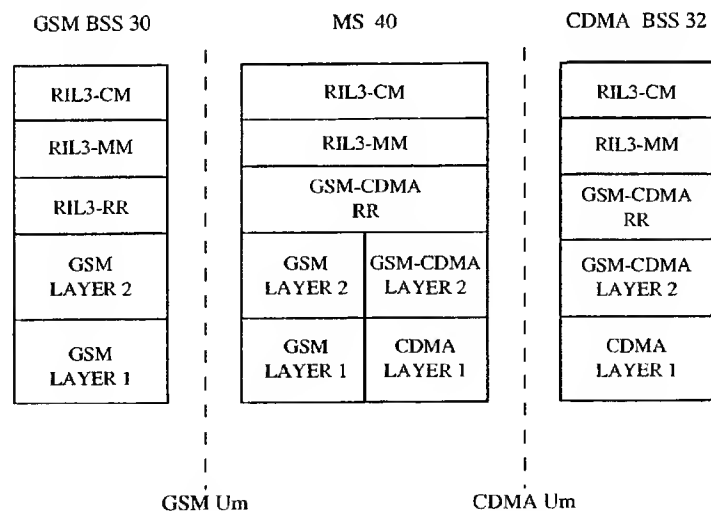 GSM BSS 30
MS 40
CDMA BSS 32
RIL3-CM
RIL3-MM
RIL3-RR
GSM
LAYER 2
GSM
LAYER 1
RIL3-CM
RIL3-MM
GSM-CDMA
RR
GSM
LAYER 2
GSM-CDMA
LAYER 2
GSM
LAYER 1
CDMA
LAYER 1
RIL3-CM
RIL3-MM
GSM-CDMA
RR
GSM-CDMA
LAYER 2
CDMA
LAYER 1
GSM Um
CDMA Um